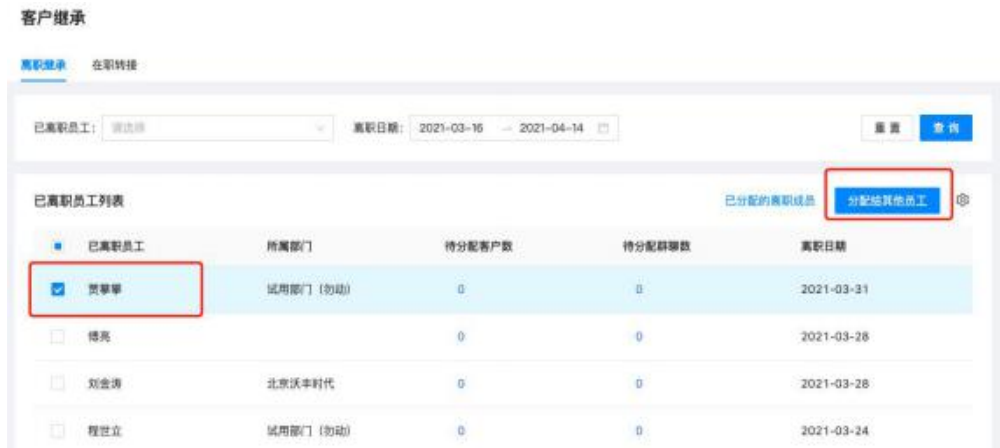 客户继承
离职继承 在职转接
已离职员工: 请选择 离职日期: 2021-03-16 → 2021-04-14 重置 查询
已离职员工列表 已分配的离职成员 分配给其他员工
已离职员工 所属部门 待分配客户数 待分配群聊数 离职日期
贾攀攀 试用部门（勿动） 0 0 2021-03-31
傅亮 0 0 2021-03-28
刘金涛 北京沃丰时代 0 0 2021-03-28
程世立 试用部门（勿动） 0 0 2021-03-24